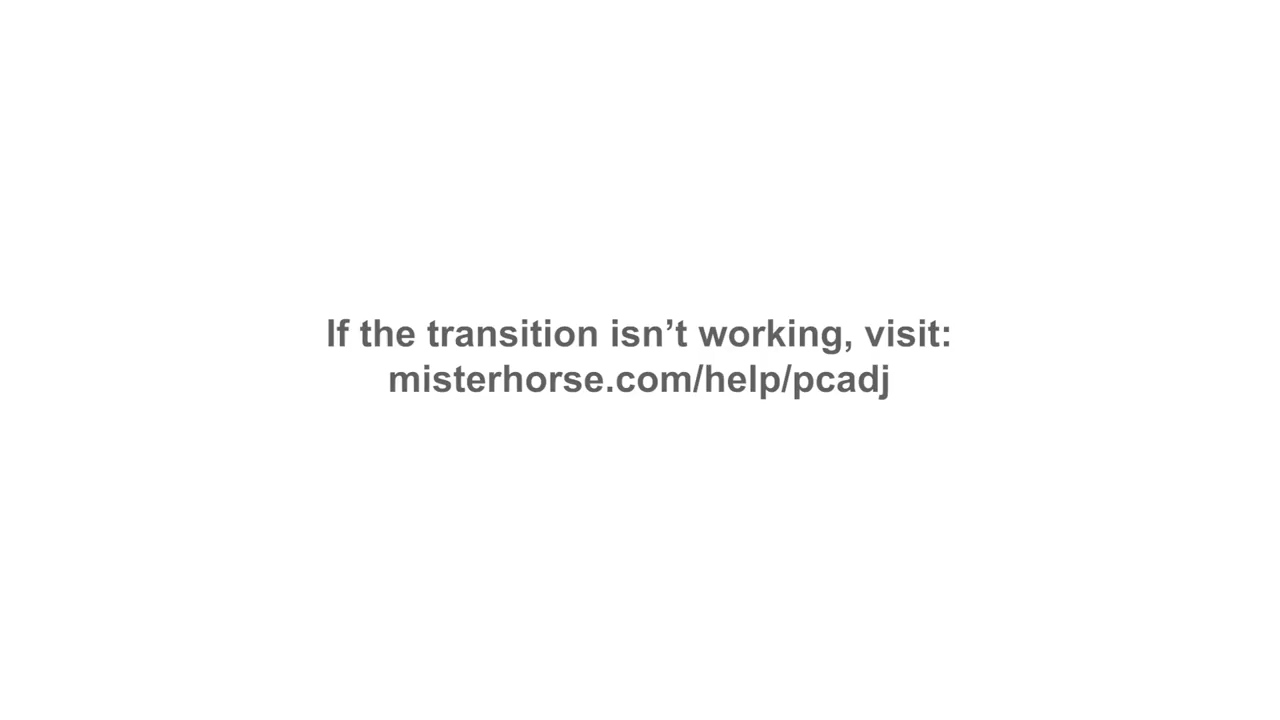 If the transition isn’t working, visit:
misterhorse.com/help/pcadj